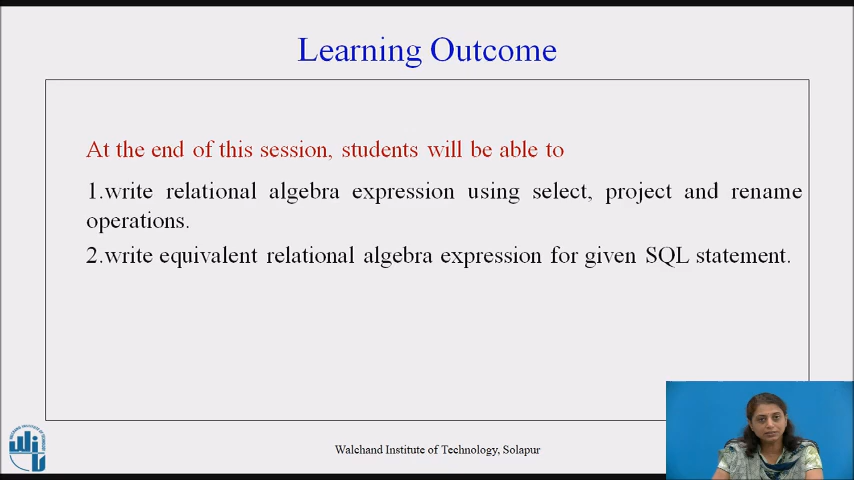 Learning Outcome
At the end of this session, students will be able to
1.write relational algebra expression using select, project and rename
operations.
2.write equivalent relational algebra expression for given SQL statement.
Walchand Institute of Technology, Solapur